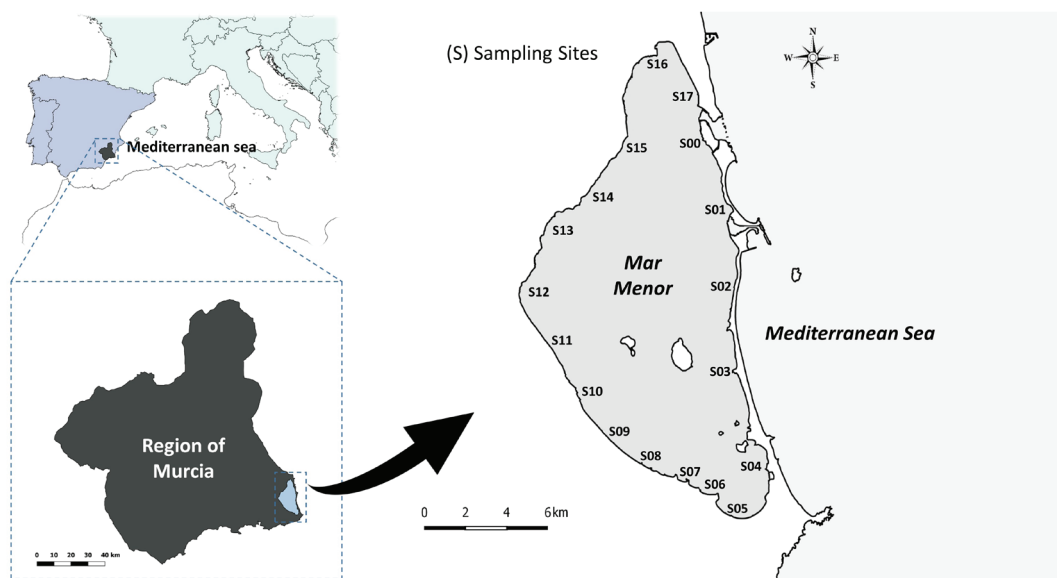 (S) Sampling Sites
N
W
E
S
Mediterranean sea
S16
S17
S00
S15
S14
S01
S13
Mar
Menor
S02
S12
Mediterranean Sea
S11
S03
S10
S09
S08
S04
S07
S06
S05
Region of
Murcia
0 2 4 6 km
0 10 20 30 40 km